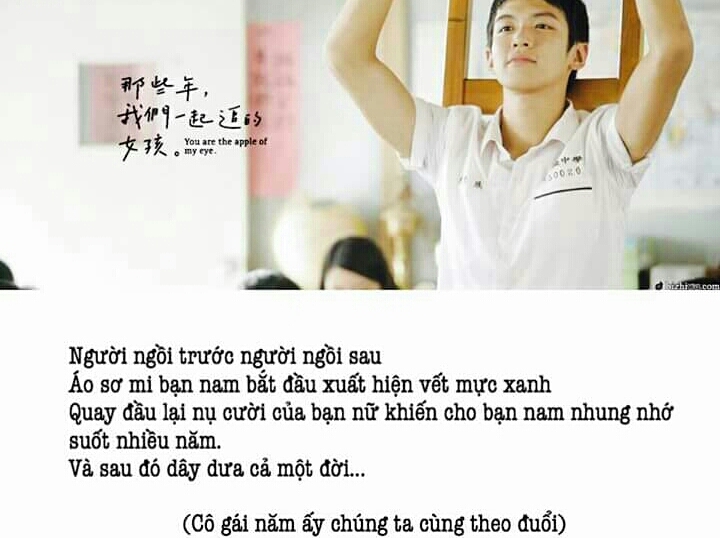 那些年，
我們一起追的
女孩。
You are the apple of
my eye.
Người ngồi trước người ngồi sau
Áo sơ mi bạn nam bắt đầu xuất hiện vết mực xanh
Quay đầu lại nụ cười của bạn nữ khiến cho bạn nam nhung nhớ
suốt nhiều năm.
Và sau đó dây dưa cả một đời...
(Cô gái năm ấy chúng ta cùng theo đuổi)